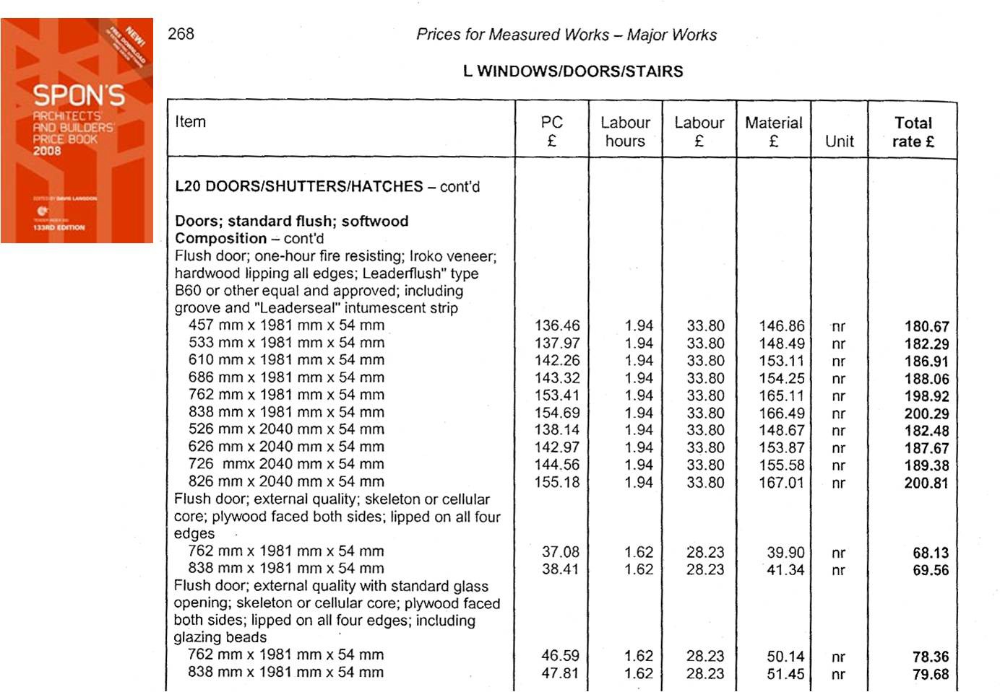 NEW!
FREE DOWNLOAD
SPON'S
ARCHITECTS'
AND BUILDERS'
PRICE BOOK
2008
EDITED BY DAVIS LANGDON
133RD EDITION
268 Prices for Measured Works – Major Works
L WINDOWS/DOORS/STAIRS
Item PC £ Labour hours Labour £ Material £ Unit Total rate £
L20 DOORS/SHUTTERS/HATCHES – cont'd
Doors; standard flush; softwood
Composition – cont'd
Flush door; one-hour fire resisting; Iroko veneer;
hardwood lipping all edges; Leaderflush" type
B60 or other equal and approved; including
groove and "Leaderseal" intumescent strip
457 mm x 1981 mm x 54 mm 136.46 1.94 33.80 146.86 nr 180.67
533 mm x 1981 mm x 54 mm 137.97 1.94 33.80 148.49 nr 182.29
610 mm x 1981 mm x 54 mm 142.26 1.94 33.80 153.11 nr 186.91
686 mm x 1981 mm x 54 mm 143.32 1.94 33.80 154.25 nr 188.06
762 mm x 1981 mm x 54 mm 153.41 1.94 33.80 165.11 nr 198.92
838 mm x 1981 mm x 54 mm 154.69 1.94 33.80 166.49 nr 200.29
526 mm x 2040 mm x 54 mm 138.14 1.94 33.80 148.67 nr 182.48
626 mm x 2040 mm x 54 mm 142.97 1.94 33.80 153.87 nr 187.67
726 mmx 2040 mm x 54 mm 144.56 1.94 33.80 155.58 nr 189.38
826 mm x 2040 mm x 54 mm 155.18 1.94 33.80 167.01 nr 200.81
Flush door; external quality; skeleton or cellular
core; plywood faced both sides; lipped on all four
edges
762 mm x 1981 mm x 54 mm 37.08 1.62 28.23 39.90 nr 68.13
838 mm x 1981 mm x 54 mm 38.41 1.62 28.23 41.34 nr 69.56
Flush door; external quality with standard glass
opening; skeleton or cellular core; plywood faced
both sides; lipped on all four edges; including
glazing beads
762 mm x 1981 mm x 54 mm 46.59 1.62 28.23 50.14 nr 78.36
838 mm x 1981 mm x 54 mm 47.81 1.62 28.23 51.45 nr 79.68